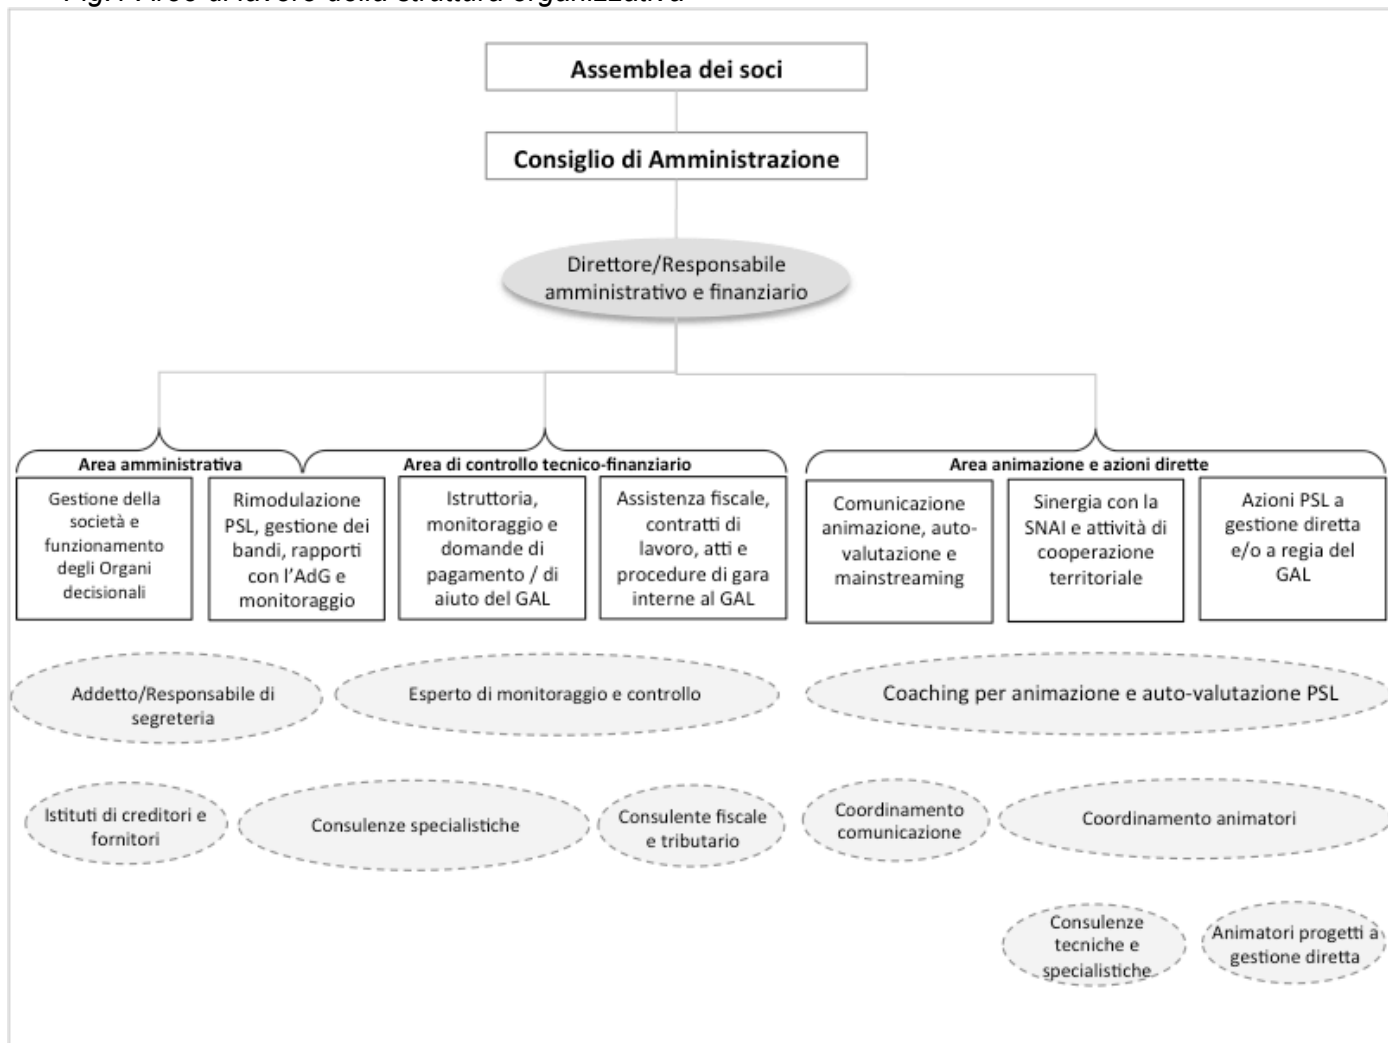 Assemblea dei soci
Consiglio di Amministrazione
Direttore/Responsabile
amministrativo e finanziario
Area amministrativa
Area di controllo tecnico-finanziario
Area animazione e azioni dirette
Gestione della
società e
funzionamento
degli Organi
decisionali
Rimodulazione
PSL, gestione dei
bandi, rapporti
con l'AdG e
monitoraggio
Istruttoria,
monitoraggio e
domande di
pagamento / di
aiuto del GAL
Assistenza fiscale,
contratti di
lavoro, atti e
procedure di gara
interne al GAL
Comunicazione
animazione, auto-
valutazione e
mainstreaming
Sinergia con la
SNAI e attività di
cooperazione
territoriale
Azioni PSL a
gestione diretta
e/o a regia del
GAL
Addetto/Responsabile di
segreteria
Esperto di monitoraggio e controllo
Coaching per animazione e auto-valutazione PSL
Istituti di creditori e
fornitori
Consulenze specialistiche
Consulente fiscale
e tributario
Coordinamento
comunicazione
Coordinamento animatori
Consulenze
tecniche e
specialistiche
Animatori progetti a
gestione diretta